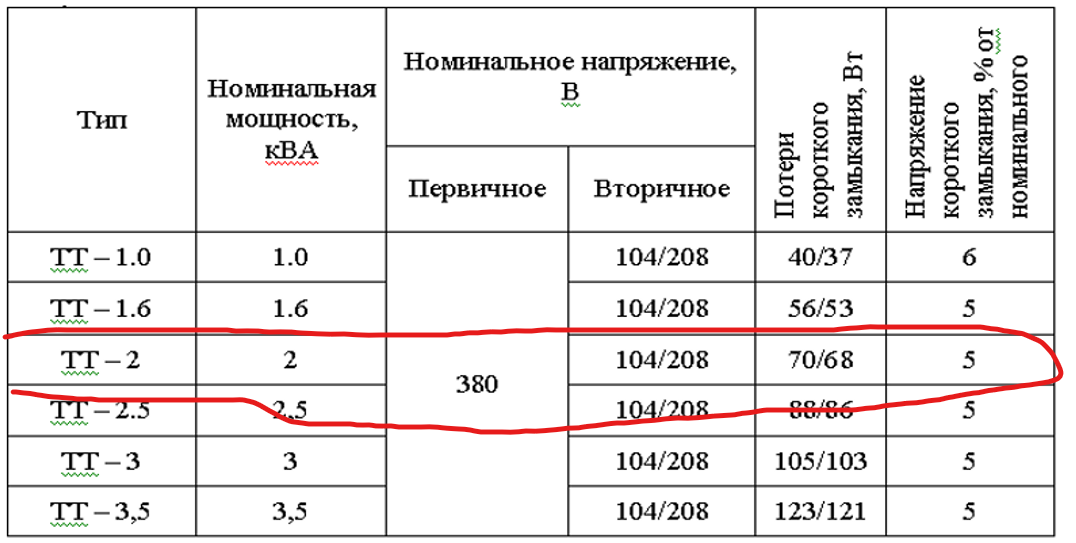 Тип
Номинальная
мощность,
кВА
Номинальное напряжение,
В
Первичное
Вторичное
Потери
короткого
замыкания, Вт
Напряжение
короткого
замыкания, % от
номинального
ТТ – 1.0 1.0 104/208 40/37 6
ТТ – 1.6 1.6 104/208 56/53 5
ТТ – 2 2 104/208 70/68 5
380
ТТ – 2.5 2,5 104/208 88/86 5
ТТ – 3 3 104/208 105/103 5
ТТ – 3,5 3,5 104/208 123/121 5